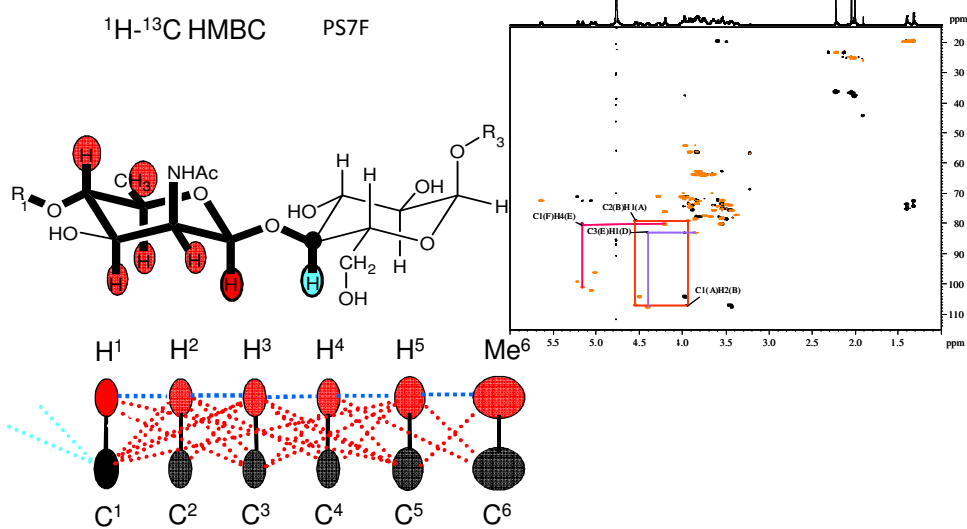 ¹H-¹³C HMBC PS7F
R₃
O
H
H
H
NHAc
CH₃
OH
R₁
O
O
HO
H
HO
O
O
H
H
H
H
H
H
CH₂
OH
H¹ H² H³ H⁴ H⁵ Me⁶
C¹ C² C³ C⁴ C⁵ C⁶
ppm
20
30
40
50
60
70
80
90
100
110
C2(B)H1(A)
C1(F)H4(E)
C3(E)H1(D)
C1(A)H2(B)
5.5 5.0 4.5 4.0 3.5 3.0 2.5 2.0 1.5 ppm